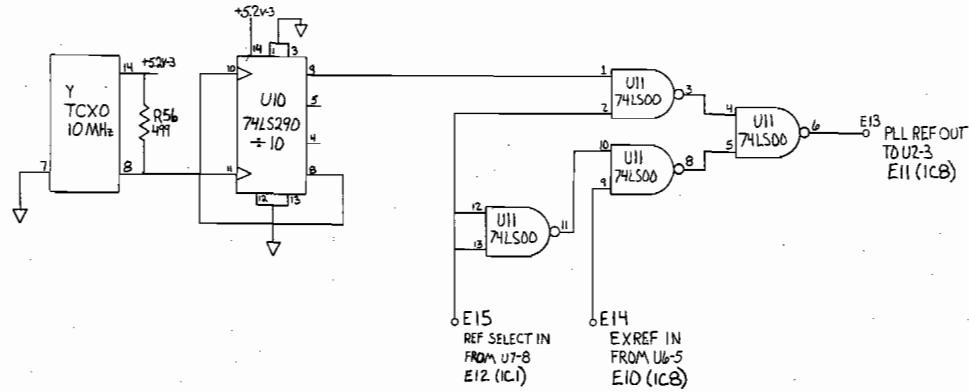 +5.2V-3
14 1 3
14 +5.2V-3
Y
TCXO
10MHz
R56
499
7
8
10
11
U10
74LS290
÷10
9
5
4
8
12 13
1
2
U11
74LS00
3
4
5
U11
74LS00
6
E13
PLL REF OUT
TO U2-3
E11 (1C8)
10
9
U11
74LS00
8
12
13
U11
74LS00
11
E15
REF SELECT IN
FROM U7-8
E12 (1C1)
E14
EXREF IN
FROM U6-5
E10 (1C8)